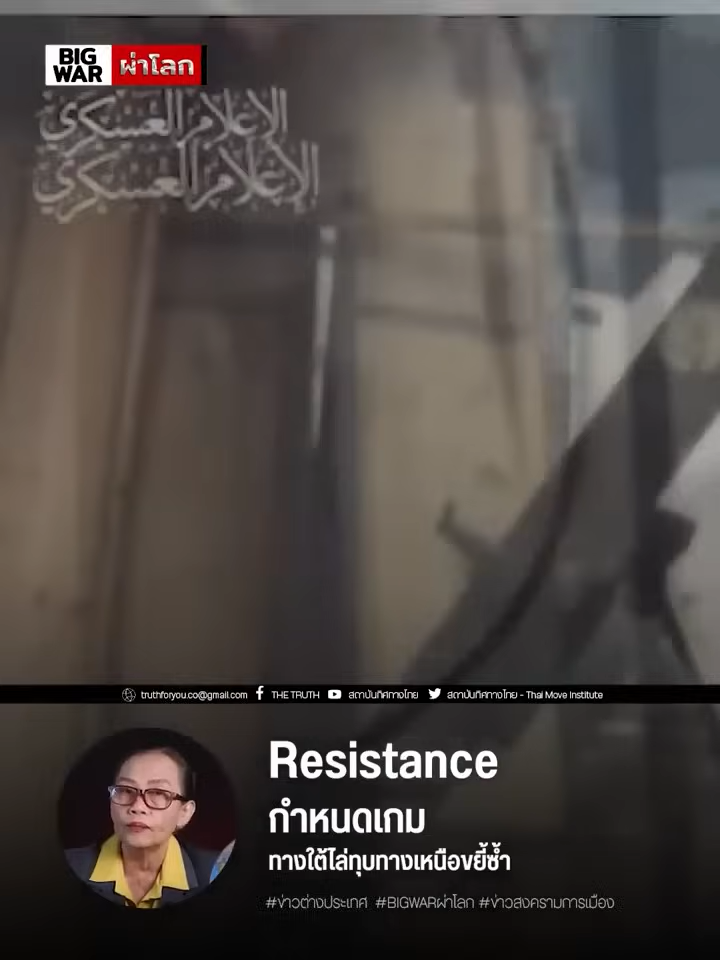 BIG
WAR
ผ่าโลก
الإعلام العسكري
الإعلام العسكري
truthforyou.co@gmail.com THE TRUTH สถาบันทิศทางไทย สถาบันทิศทางไทย - Thai Move Institute
Resistance
กำหนดเกม
ทางใต้ไล่ทุบทางเหนือขยี้ซ้ำ
#ข่าวต่างประเทศ #BIGWARผ่าโลก #ข่าวสงครามการเมือง